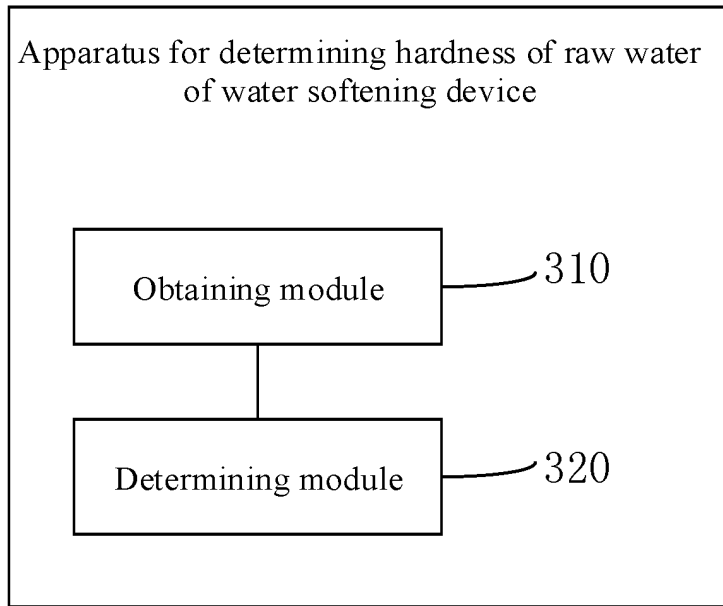 Apparatus for determining hardness of raw water
of water softening device
Obtaining module
310
Determining module
320